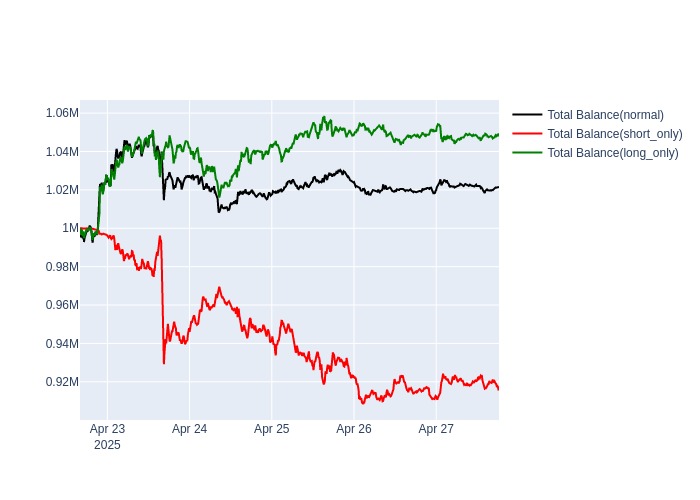 1.06M
1.04M
1.02M
1M
0.98M
0.96M
0.94M
0.92M
Apr 23
2025
Apr 24
Apr 25
Apr 26
Apr 27
Total Balance(normal)
Total Balance(short_only)
Total Balance(long_only)